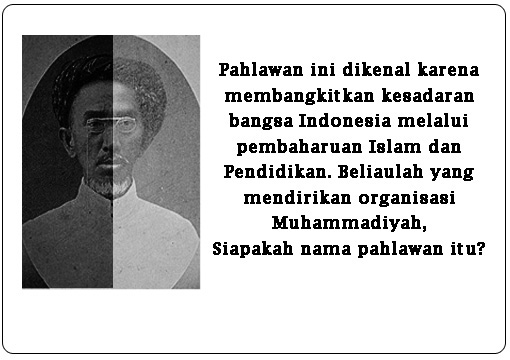 Pahlawan ini dikenal karena
membangkitkan kesadaran
bangsa Indonesia melalui
pembaharuan Islam dan
Pendidikan. Beliaulah yang
mendirikan organisasi
Muhammadiyah,
Siapakah nama pahlawan itu?